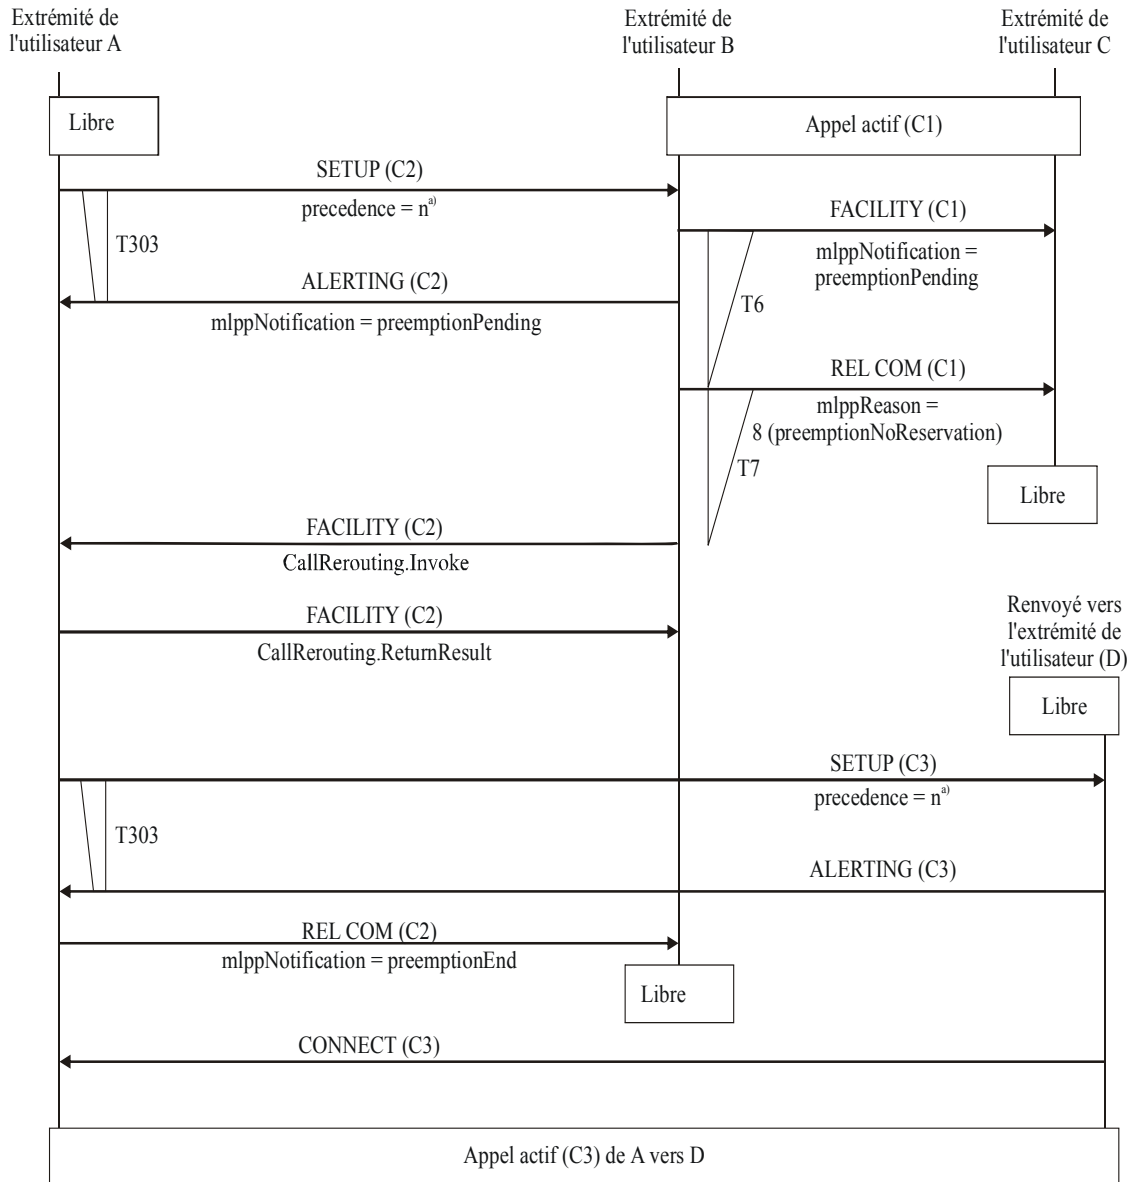 Extrémité de
l'utilisateur A
Extrémité de
l'utilisateur B
Extrémité de
l'utilisateur C
Libre
Appel actif (C1)
SETUP (C2)
precedence = n a)
FACILITY (C1)
T303
mlppNotification =
preemptionPending
ALERTING (C2)
T6
mlppNotification = preemptionPending
REL COM (C1)
mlppReason =
8 (preemptionNoReservation)
T7
Libre
FACILITY (C2)
CallRerouting.Invoke
FACILITY (C2)
CallRerouting.ReturnResult
Renvoyé vers
l'extrémité de
l'utilisateur (D)
Libre
SETUP (C3)
precedence = n a)
T303
ALERTING (C3)
REL COM (C2)
mlppNotification = preemptionEnd
Libre
CONNECT (C3)
Appel actif (C3) de A vers D